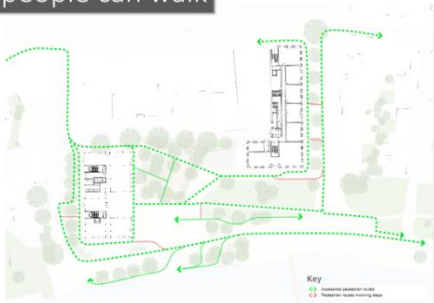 people can walk
Key
Accessible pedestrian routes
Pedestrian routes involving steps